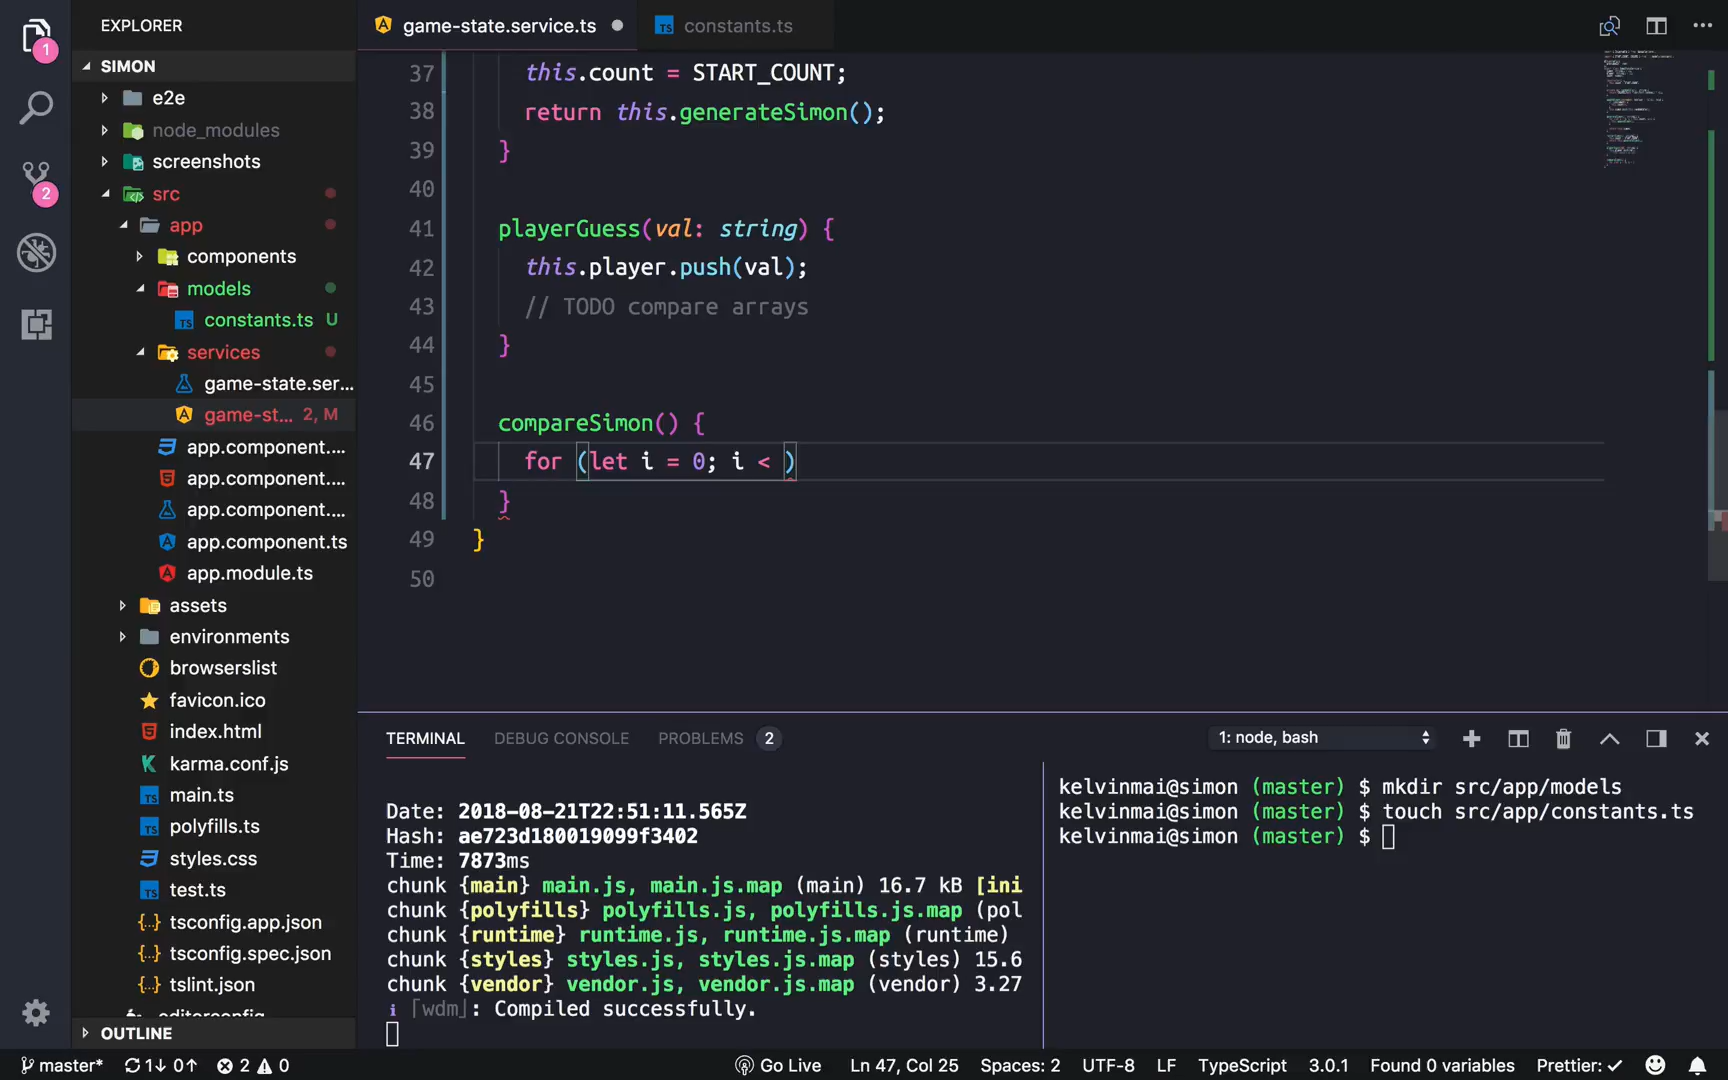 EXPLORER
game-state.service.ts
constants.ts
1
SIMON
e2e
node_modules
screenshots
2
src
app
components
models
constants.ts U
services
game-state.ser...
game-st... 2, M
app.component....
app.component....
app.component....
app.component.ts
app.module.ts
assets
environments
browserslist
favicon.ico
index.html
karma.conf.js
main.ts
polyfills.ts
styles.css
test.ts
tsconfig.app.json
tsconfig.spec.json
tslint.json
OUTLINE
37 this.count = START_COUNT;
38 return this.generateSimon();
39 }
40
41 playerGuess(val: string) {
42 this.player.push(val);
43 // TODO compare arrays
44 }
45
46 compareSimon() {
47 for (let i = 0; i < )
48 }
49 }
50
TERMINAL DEBUG CONSOLE PROBLEMS 2
1: node, bash
Date: 2018-08-21T22:51:11.565Z
Hash: ae723d180019099f3402
Time: 7873ms
chunk {main} main.js, main.js.map (main) 16.7 kB [ini
chunk {polyfills} polyfills.js, polyfills.js.map (pol
chunk {runtime} runtime.js, runtime.js.map (runtime)
chunk {styles} styles.js, styles.js.map (styles) 15.6
chunk {vendor} vendor.js, vendor.js.map (vendor) 3.27
i ｢wdm｣: Compiled successfully.
kelvinmai@simon (master) $ mkdir src/app/models
kelvinmai@simon (master) $ touch src/app/constants.ts
kelvinmai@simon (master) $
master* 1↓ 0↑ 2 0 Go Live Ln 47, Col 25 Spaces: 2 UTF-8 LF TypeScript 3.0.1 Found 0 variables Prettier: ✓